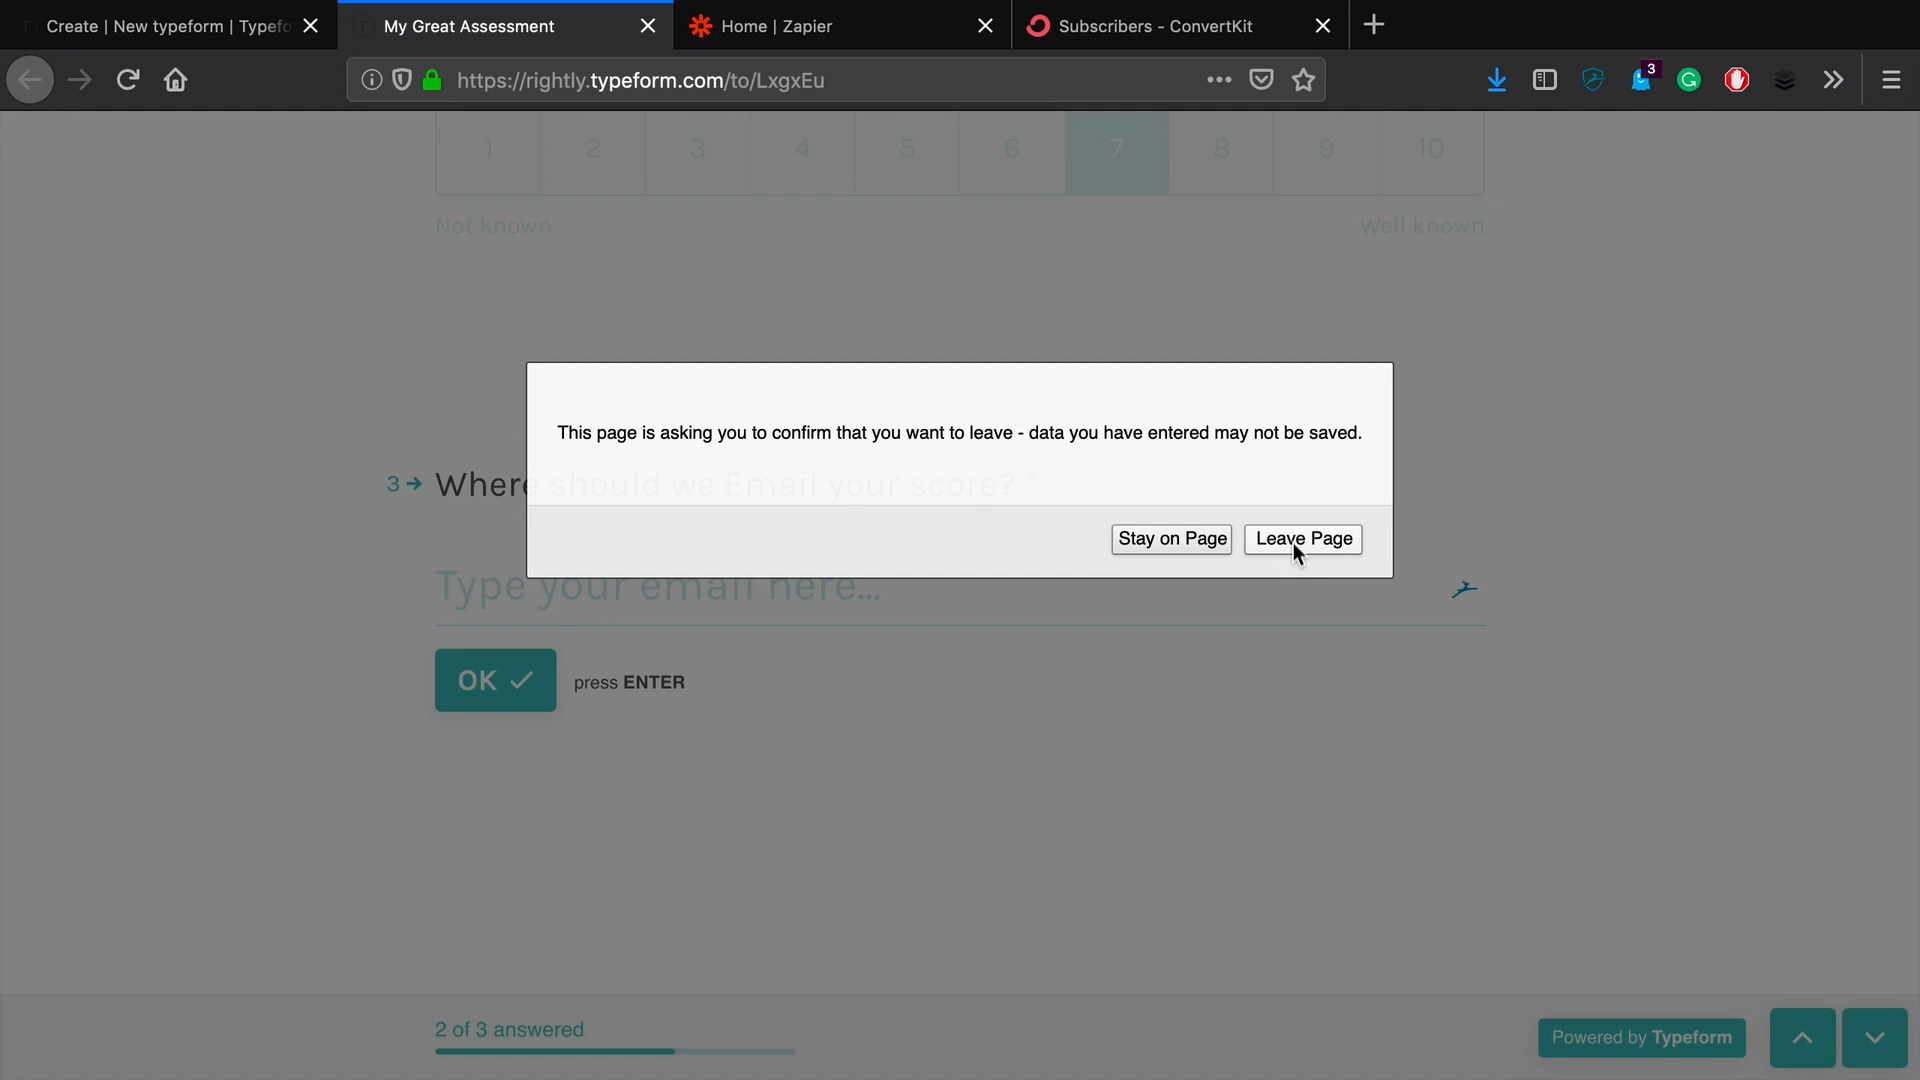 Create | New typeform | Typefo
My Great Assessment
Home | Zapier
Subscribers - ConvertKit
https://rightly.typeform.com/to/LxgxEu
3
1 2 3 4 5 6 7 8 9 10
Not known
Well known
This page is asking you to confirm that you want to leave - data you have entered may not be saved.
3 Where should we Email your score? *
Stay on Page
Leave Page
Type your email here...
OK
press ENTER
2 of 3 answered
Powered by Typeform